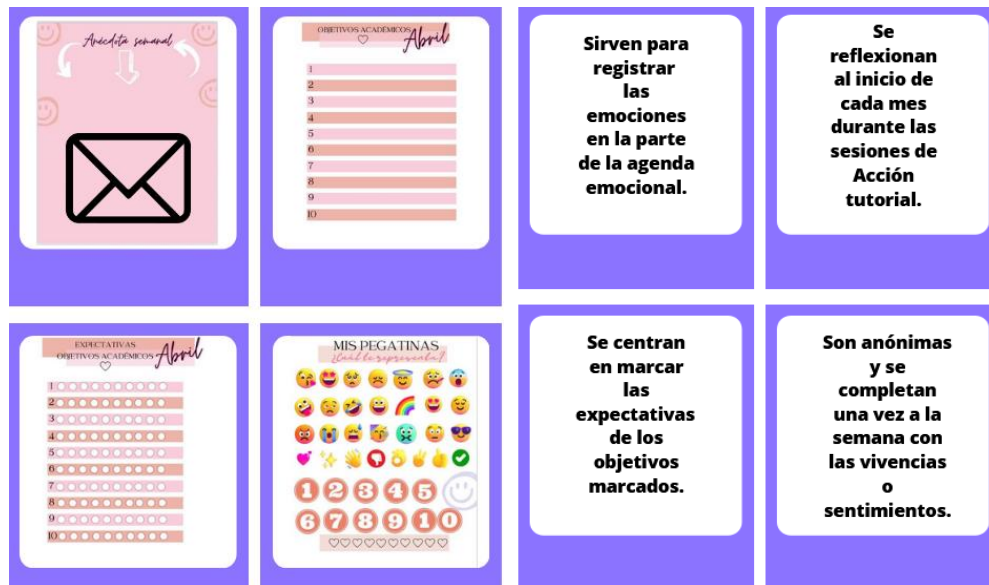 Anécdota semanal
OBJETIVOS ACADÉMICOS
Abril
1
2
3
4
5
6
7
8
9
10
Sirven para
registrar
las
emociones
en la parte
de la agenda
emocional.
Se
reflexionan
al inicio de
cada mes
durante las
sesiones de
Acción
tutorial.
EXPECTATIVAS
OBJETIVOS ACADÉMICOS
Abril
1
2
3
4
5
6
7
8
9
10
MIS PEGATINAS
¿Cuál te representa?
1 2 3 4 5
6 7 8 9 10
Se centran
en marcar
las
expectativas
de los
objetivos
marcados.
Son anónimas
y se
completan
una vez a la
semana con
las vivencias
o
sentimientos.